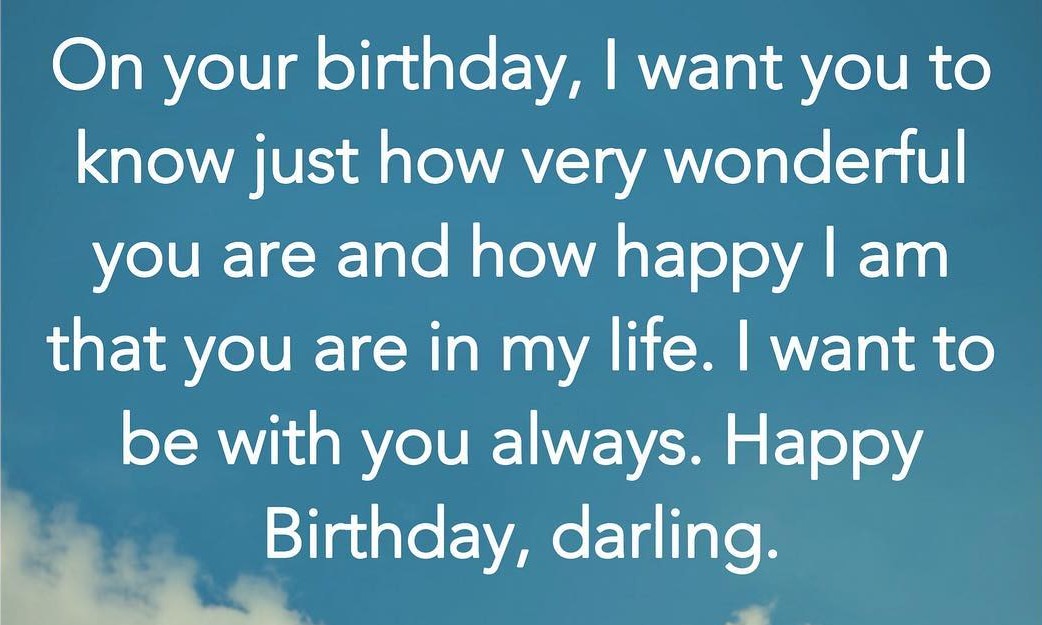 On your birthday, I want you to
know just how very wonderful
you are and how happy I am
that you are in my life. I want to
be with you always. Happy
Birthday, darling.